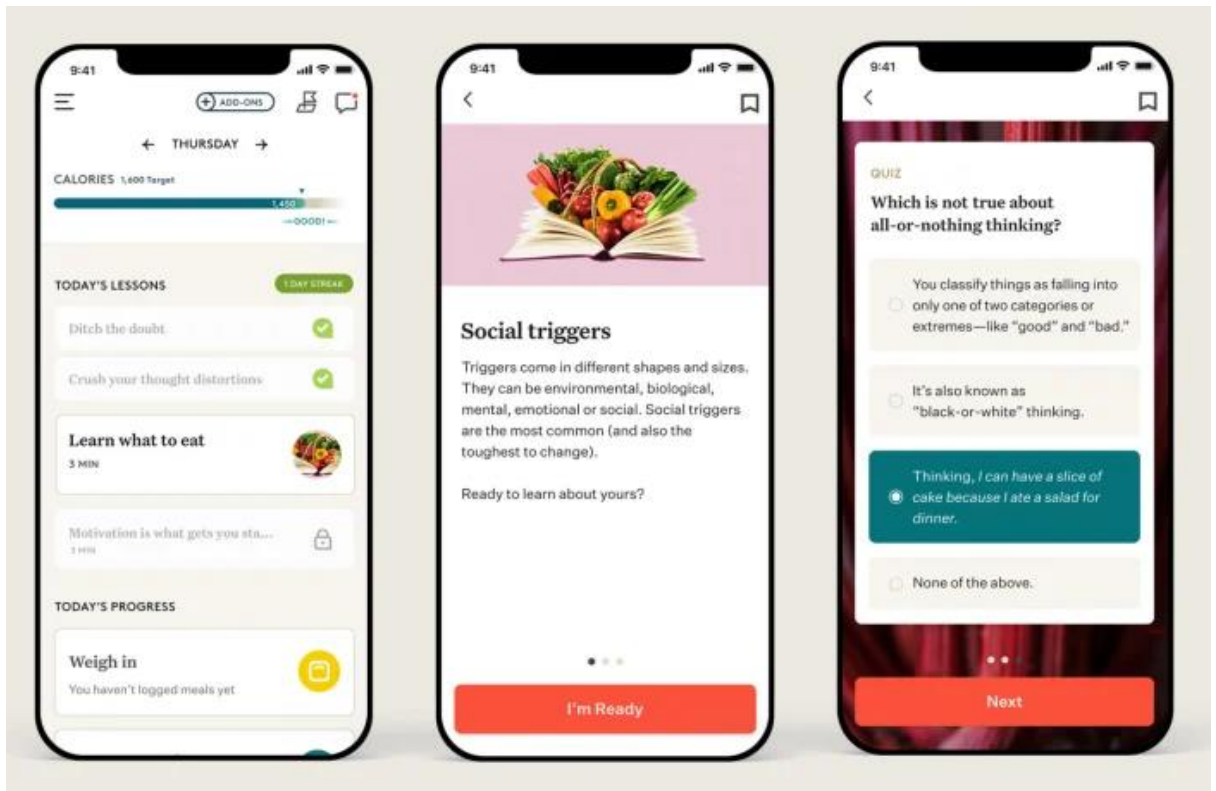 9:41
ADD-ONS
← THURSDAY →
CALORIES 1,600 Target
1,450
GOOD!
TODAY'S LESSONS
1 DAY STREAK
Ditch the doubt
Crush your thought distortions
Learn what to eat
3 MIN
Motivation is what gets you sta...
3 MIN
TODAY'S PROGRESS
Weigh in
You haven't logged meals yet
9:41
Social triggers
Triggers come in different shapes and sizes.
They can be environmental, biological,
mental, emotional or social. Social triggers
are the most common (and also the
toughest to change).
Ready to learn about yours?
I'm Ready
9:41
QUIZ
Which is not true about
all-or-nothing thinking?
You classify things as falling into
only one of two categories or
extremes—like “good” and “bad.”
It's also known as
“black-or-white” thinking.
Thinking, I can have a slice of
cake because I ate a salad for
dinner.
None of the above.
Next